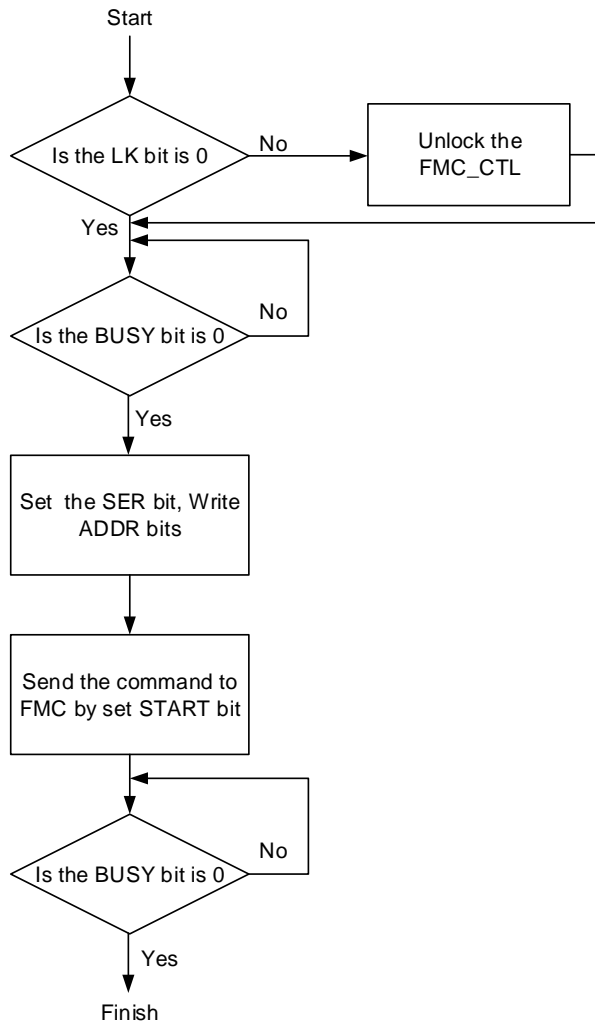 Start
Is the LK bit is 0
No
Unlock the
FMC_CTL
Yes
Is the BUSY bit is 0
No
Yes
Set the SER bit, Write
ADDR bits
Send the command to
FMC by set START bit
Is the BUSY bit is 0
No
Yes
Finish